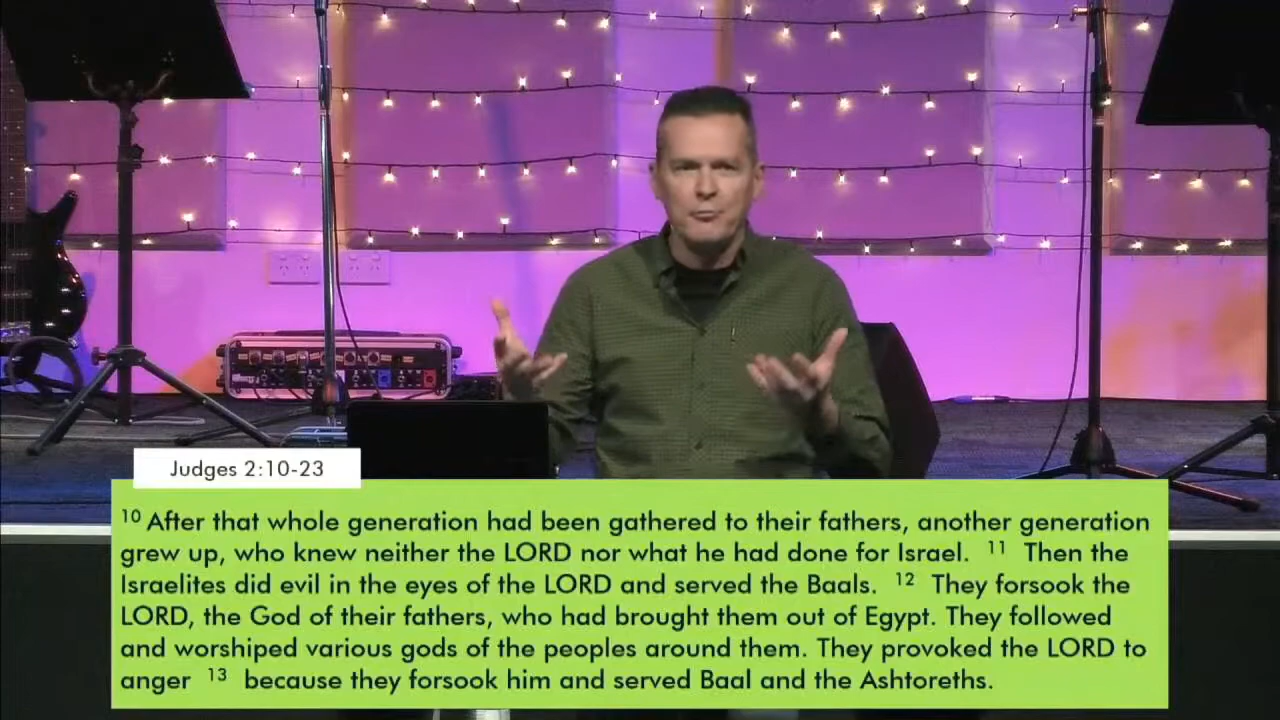 Judges 2:10-23
10 After that whole generation had been gathered to their fathers, another generation
grew up, who knew neither the LORD nor what he had done for Israel. 11 Then the
Israelites did evil in the eyes of the LORD and served the Baals. 12 They forsook the
LORD, the God of their fathers, who had brought them out of Egypt. They followed
and worshiped various gods of the peoples around them. They provoked the LORD to
anger 13 because they forsook him and served Baal and the Ashtoreths.